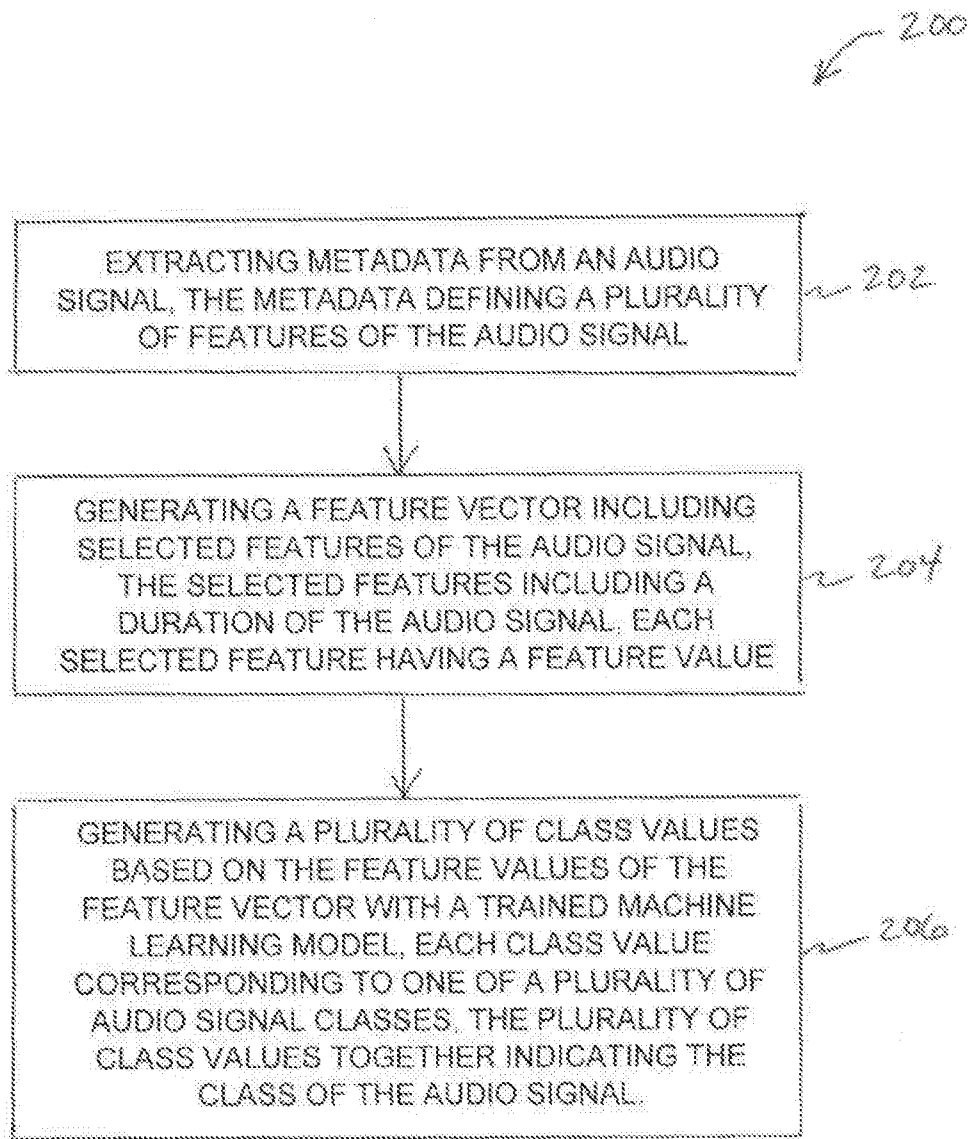 200
EXTRACTING METADATA FROM AN AUDIO
SIGNAL, THE METADATA DEFINING A PLURALITY
OF FEATURES OF THE AUDIO SIGNAL
202
GENERATING A FEATURE VECTOR INCLUDING
SELECTED FEATURES OF THE AUDIO SIGNAL,
THE SELECTED FEATURES INCLUDING A
DURATION OF THE AUDIO SIGNAL, EACH
SELECTED FEATURE HAVING A FEATURE VALUE
204
GENERATING A PLURALITY OF CLASS VALUES
BASED ON THE FEATURE VALUES OF THE
FEATURE VECTOR WITH A TRAINED MACHINE
LEARNING MODEL, EACH CLASS VALUE
CORRESPONDING TO ONE OF A PLURALITY OF
AUDIO SIGNAL CLASSES, THE PLURALITY OF
CLASS VALUES TOGETHER INDICATING THE
CLASS OF THE AUDIO SIGNAL.
206